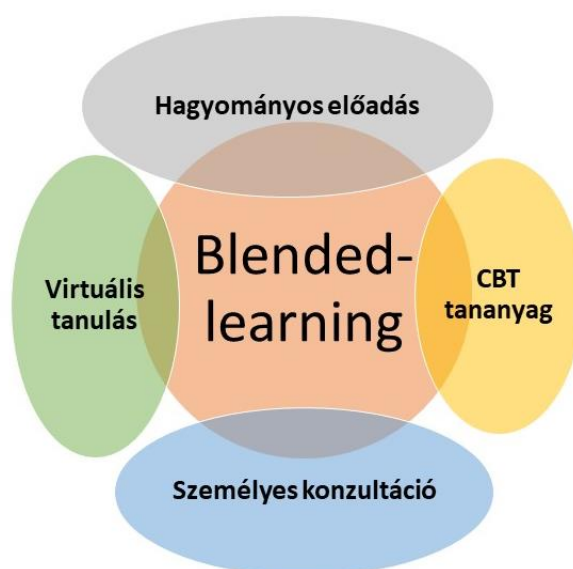 Hagyományos előadás
Blended-
learning
Virtuális
tanulás
CBT
tananyag
Személyes konzultáció